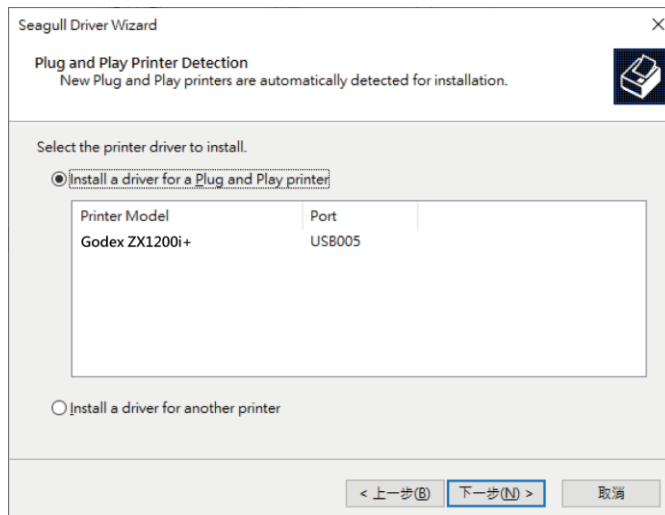 Seagull Driver Wizard
Plug and Play Printer Detection
New Plug and Play printers are automatically detected for installation.
Select the printer driver to install.
Install a driver for a Plug and Play printer
Printer Model Port
Godex ZX1200i+ USB005
Install a driver for another printer
< 上一步(B) 下一步(N) > 取消